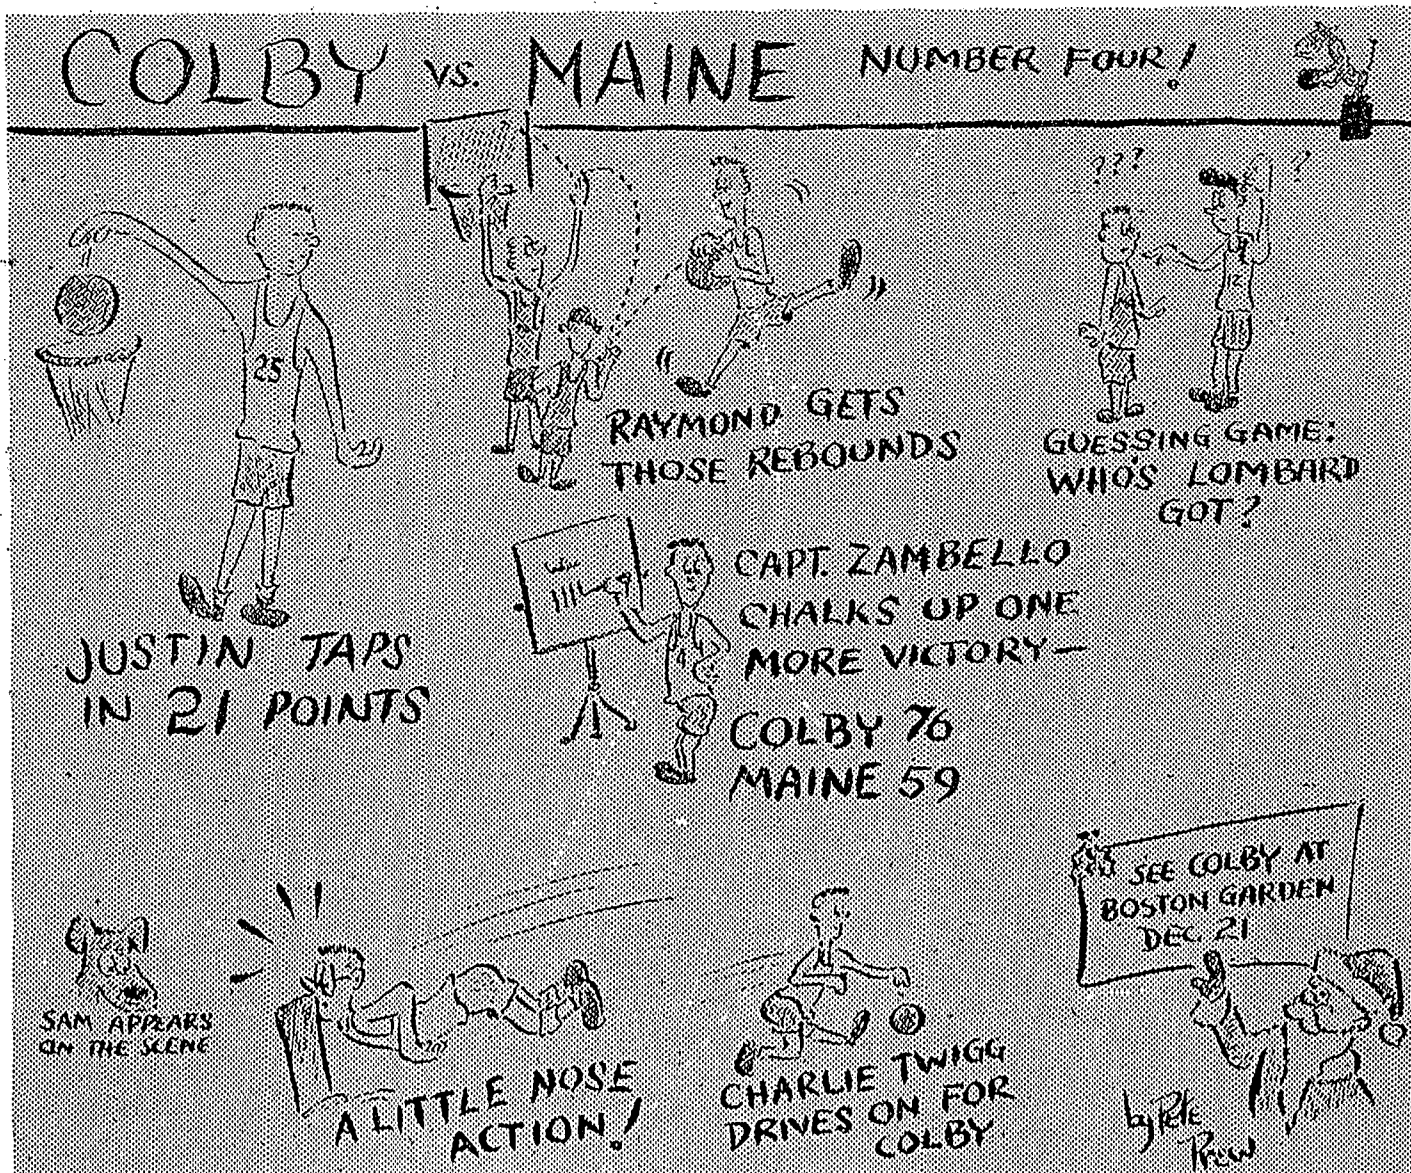 COLBY VS. MAINE NUMBER FOUR!
???
?
25
RAYMOND GETS
THOSE REBOUNDS
GUESSING GAME:
WHO'S LOMBARD
GOT?
JUSTIN TAPS
IN 21 POINTS
CAPT. ZAMBELLO
CHALKS UP ONE
MORE VICTORY—
COLBY 76
MAINE 59
4
SEE COLBY AT
BOSTON GARDEN
DEC 21
SAM APPEARS
ON THE SCENE
A LITTLE NOSE
ACTION!
CHARLIE TWIGG
DRIVES ON FOR
COLBY
by Pete
Prew